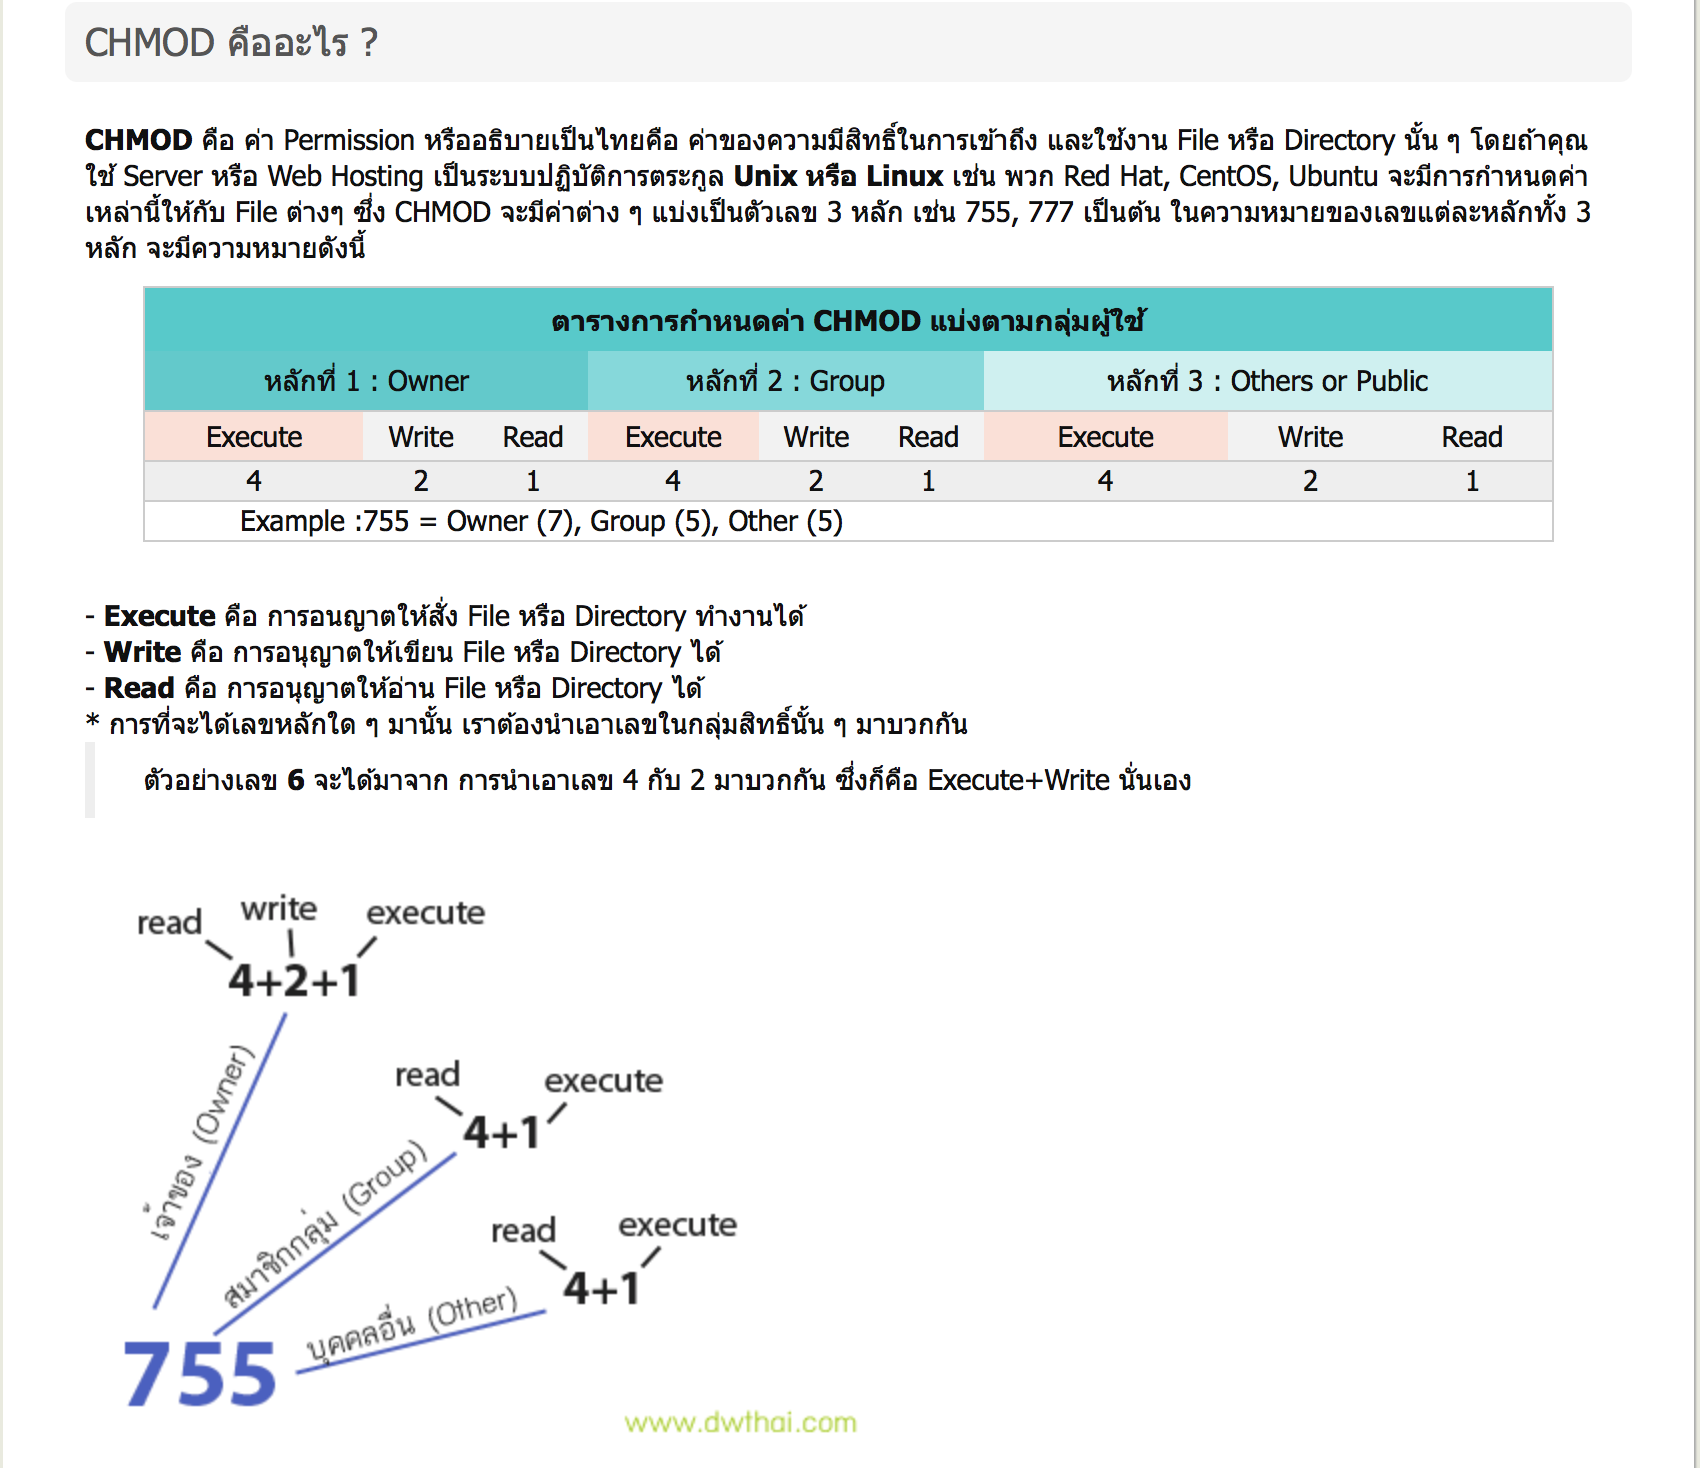 CHMOD คืออะไร ?
CHMOD คือ ค่า Permission หรืออธิบายเป็นไทยคือ ค่าของความมีสิทธิ์ในการเข้าถึง และใช้งาน File หรือ Directory นั้น ๆ โดยถ้าคุณ
ใช้ Server หรือ Web Hosting เป็นระบบปฏิบัติการตระกูล Unix หรือ Linux เช่น พวก Red Hat, CentOS, Ubuntu จะมีการกำหนดค่า
เหล่านี้ให้กับ File ต่างๆ ซึ่ง CHMOD จะมีค่าต่าง ๆ แบ่งเป็นตัวเลข 3 หลัก เช่น 755, 777 เป็นต้น ในความหมายของเลขแต่ละหลักทั้ง 3
หลัก จะมีความหมายดังนี้
ตารางการกำหนดค่า CHMOD แบ่งตามกลุ่มผู้ใช้
หลักที่ 1 : Owner หลักที่ 2 : Group หลักที่ 3 : Others or Public
Execute Write Read Execute Write Read Execute Write Read
4 2 1 4 2 1 4 2 1
Example :755 = Owner (7), Group (5), Other (5)
- Execute คือ การอนญาตให้สั่ง File หรือ Directory ทำงานได้
- Write คือ การอนุญาตให้เขียน File หรือ Directory ได้
- Read คือ การอนุญาตให้อ่าน File หรือ Directory ได้
* การที่จะได้เลขหลักใด ๆ มานั้น เราต้องนำเอาเลขในกลุ่มสิทธิ์นั้น ๆ มาบวกกัน
ตัวอย่างเลข 6 จะได้มาจาก การนำเอาเลข 4 กับ 2 มาบวกกัน ซึ่งก็คือ Execute+Write นั่นเอง
read write execute
4+2+1
เจ้าของ (Owner)
read execute
4+1
สมาชิกกลุ่ม (Group)
read execute
4+1
บุคคลอื่น (Other)
755
www.dwthai.com